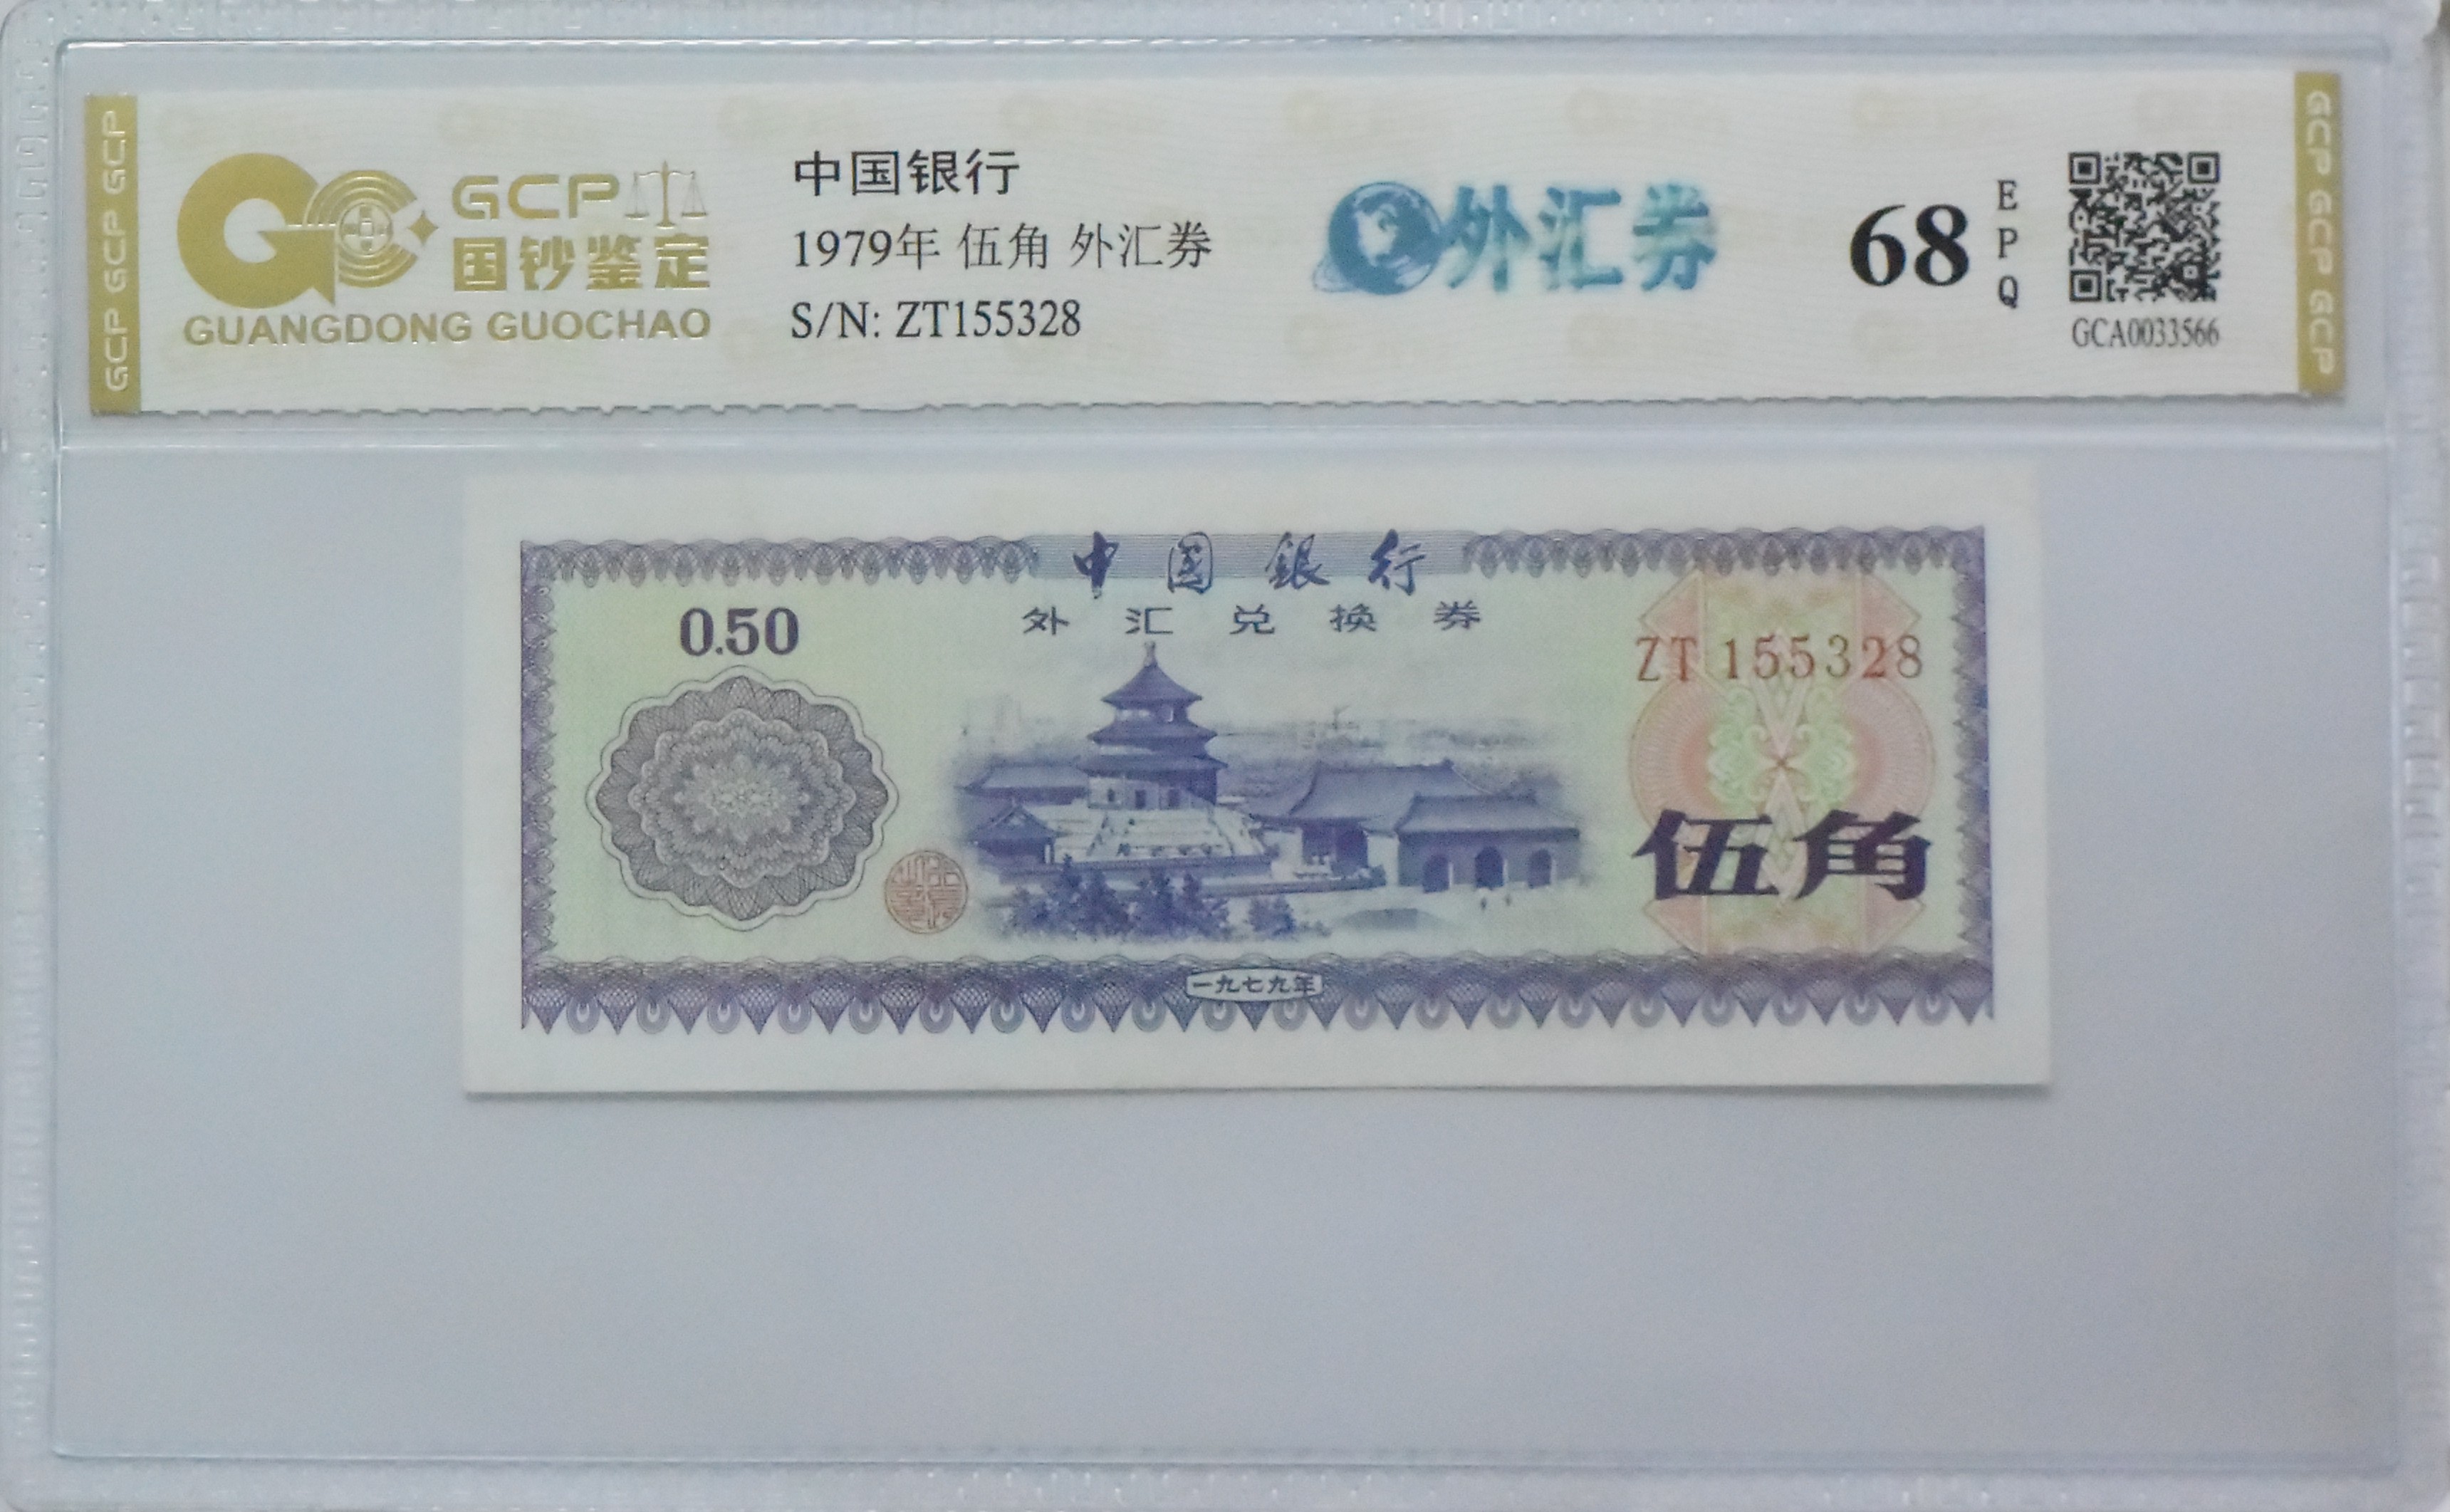 GCP GCP GCP
GCP
国钞鉴定
GUANGDONG GUOCHAO
中国银行
1979年 伍角 外汇券
S/N: ZT155328
外汇券
68
EPQ
GCA0033566
GCP GCP GCP
中国銀行
外汇兑换券
0.50
ZT 155328
伍角
一九七九年